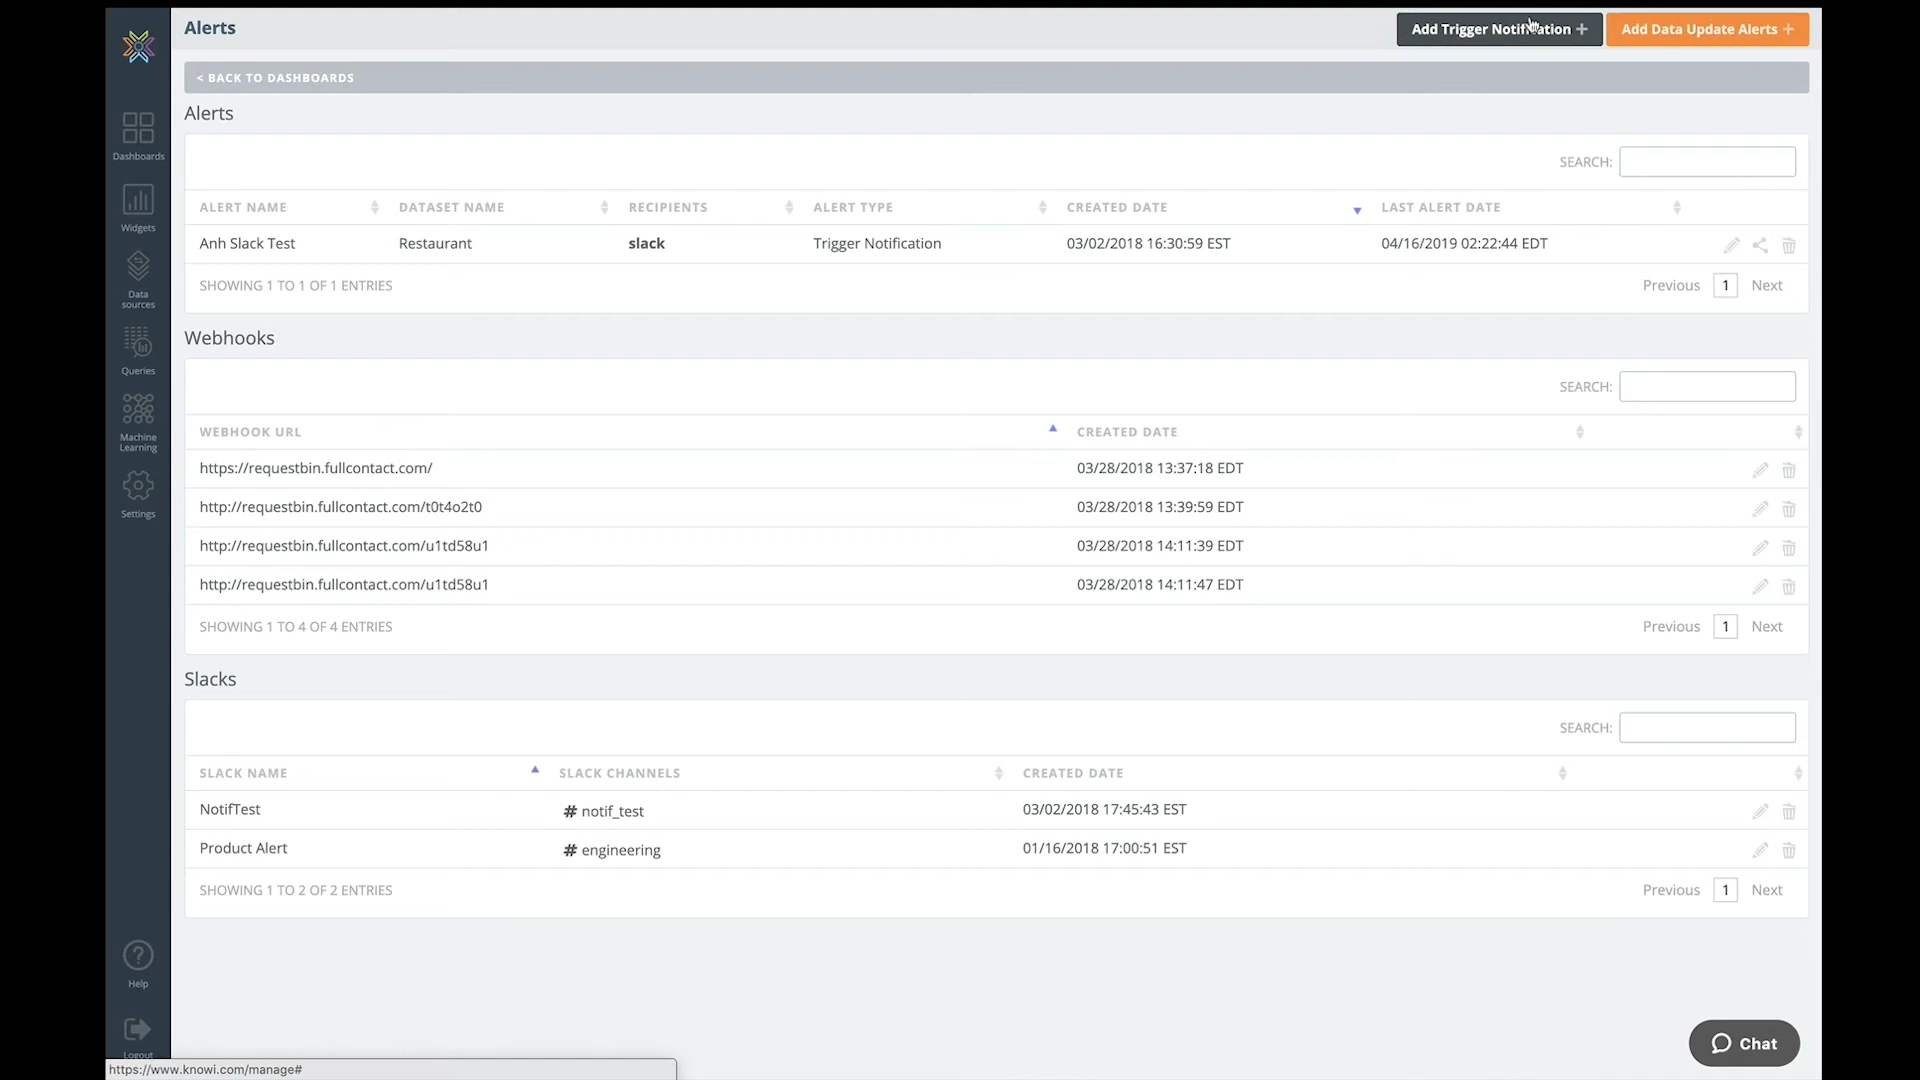 Alerts
Add Trigger Notification +
Add Data Update Alerts +
< BACK TO DASHBOARDS
Alerts
SEARCH:
ALERT NAME DATASET NAME RECIPIENTS ALERT TYPE CREATED DATE LAST ALERT DATE
Anh Slack Test Restaurant slack Trigger Notification 03/02/2018 16:30:59 EST 04/16/2019 02:22:44 EDT
SHOWING 1 TO 1 OF 1 ENTRIES
Previous 1 Next
Webhooks
SEARCH:
WEBHOOK URL CREATED DATE
https://requestbin.fullcontact.com/ 03/28/2018 13:37:18 EDT
http://requestbin.fullcontact.com/t0t4o2t0 03/28/2018 13:39:59 EDT
http://requestbin.fullcontact.com/u1td58u1 03/28/2018 14:11:39 EDT
http://requestbin.fullcontact.com/u1td58u1 03/28/2018 14:11:47 EDT
SHOWING 1 TO 4 OF 4 ENTRIES
Previous 1 Next
Slacks
SEARCH:
SLACK NAME SLACK CHANNELS CREATED DATE
NotifTest # notif_test 03/02/2018 17:45:43 EST
Product Alert # engineering 01/16/2018 17:00:51 EST
SHOWING 1 TO 2 OF 2 ENTRIES
Previous 1 Next
Dashboards
Widgets
Data
sources
Queries
Machine
Learning
Settings
Help
Logout
Chat
https://www.knowi.com/manage#